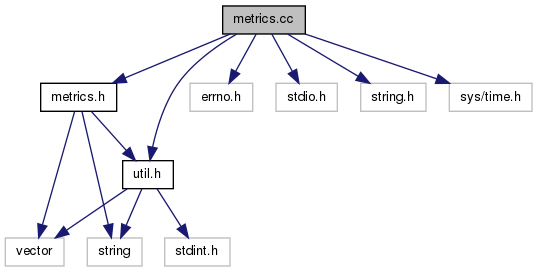 metrics.cc
metrics.h
errno.h
stdio.h
string.h
sys/time.h
util.h
vector
string
stdint.h